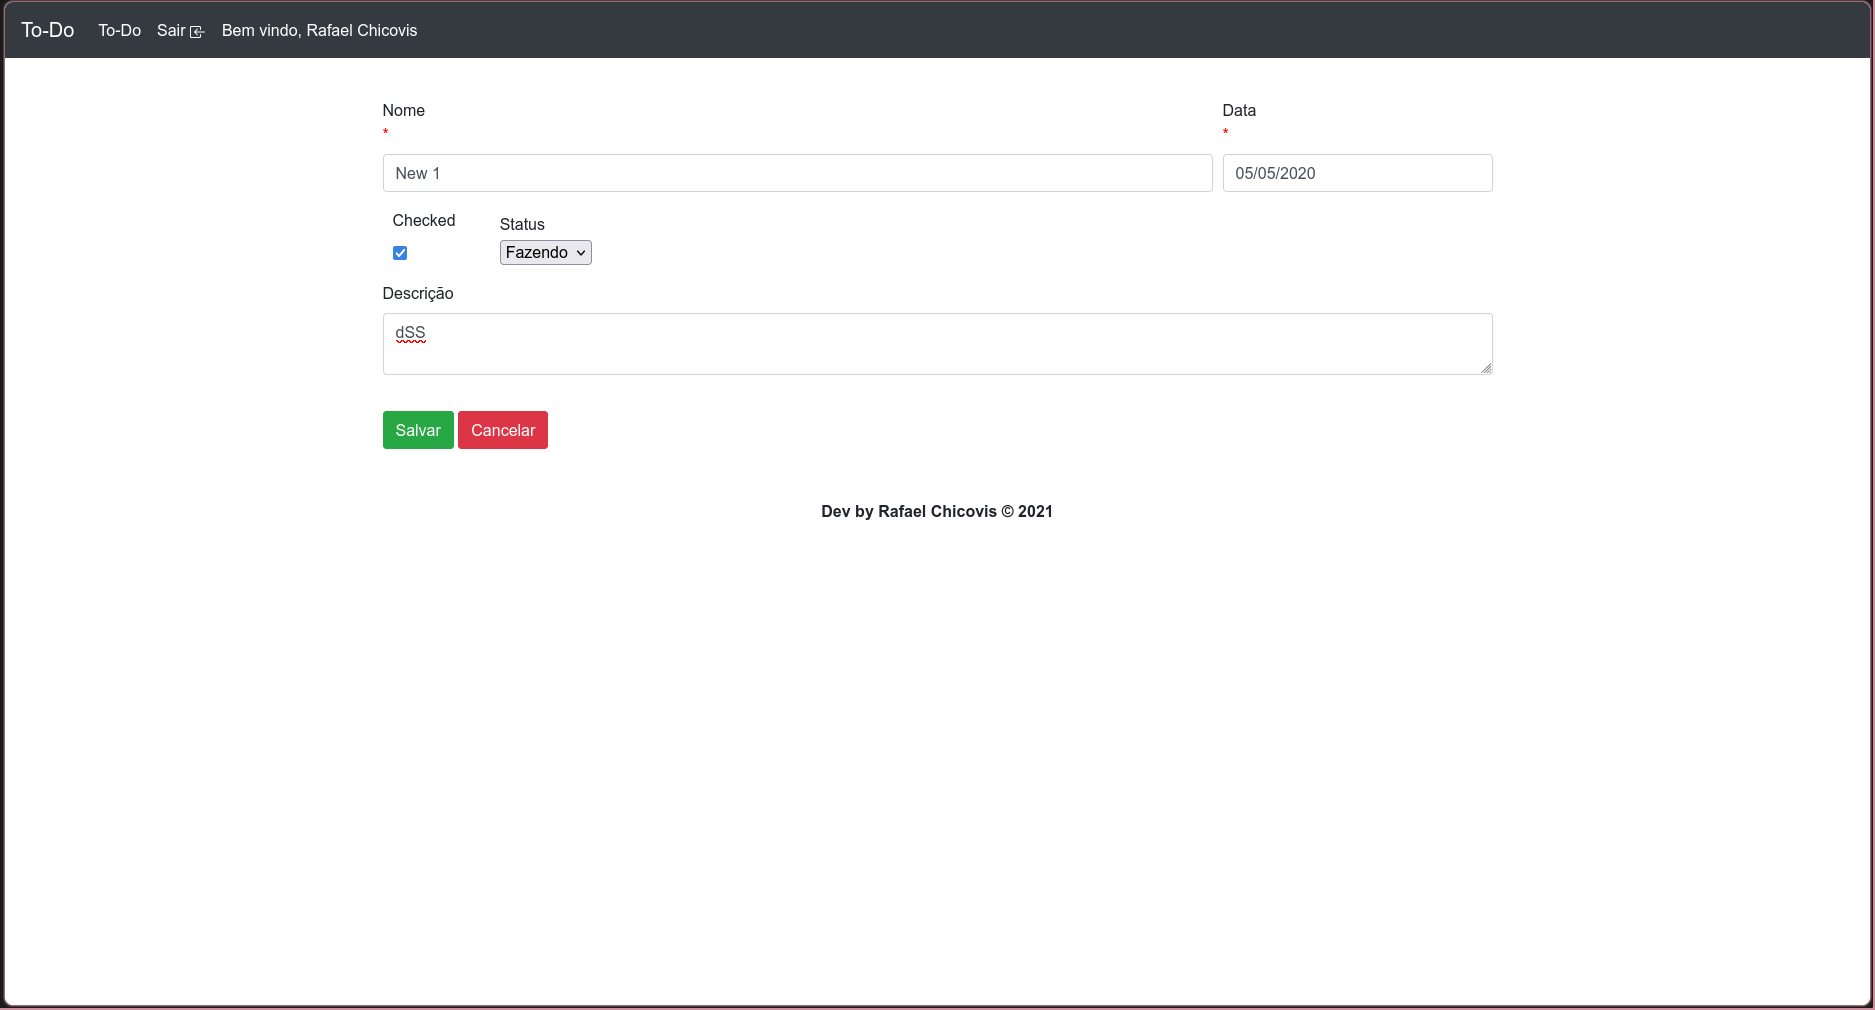 To-Do To-Do Sair Bem vindo, Rafael Chicovis
Nome Data
* *
New 1 05/05/2020
Checked Status
Fazendo
Descrição
dSS
Salvar Cancelar
Dev by Rafael Chicovis © 2021